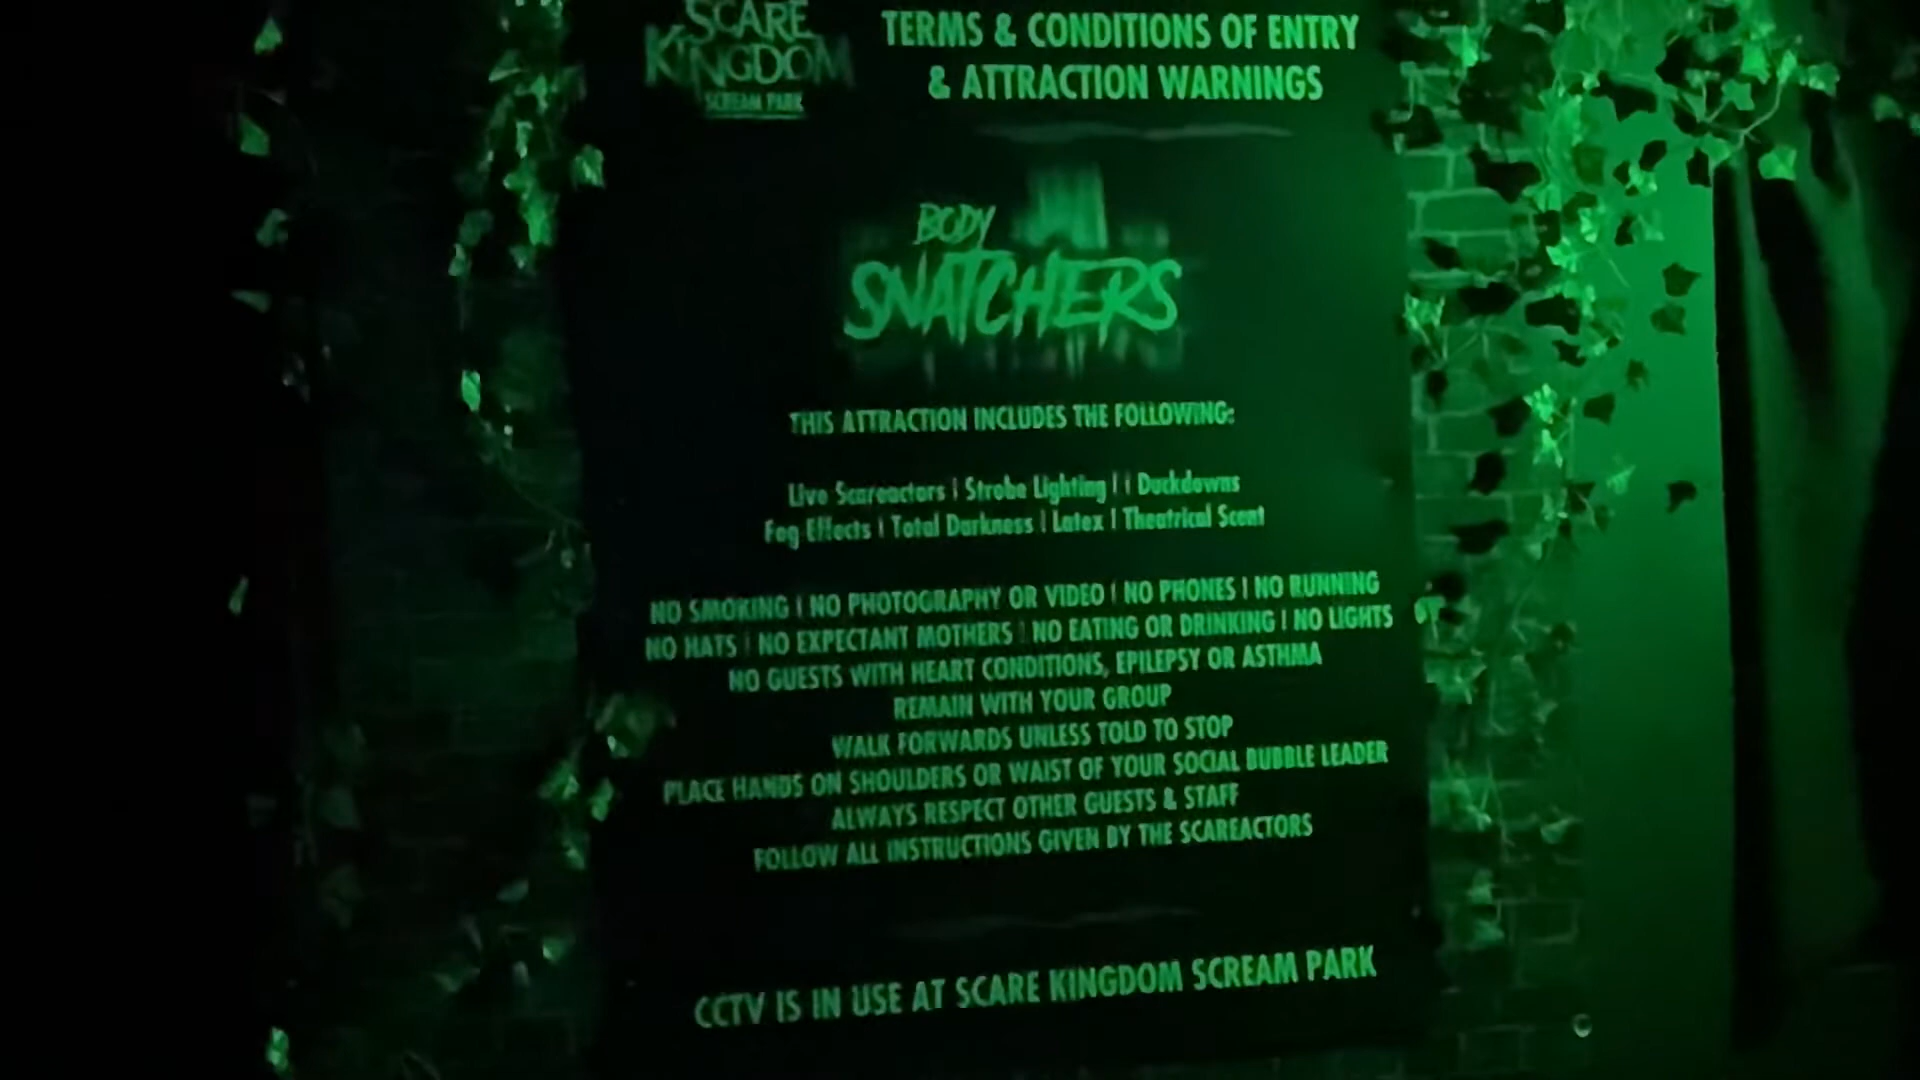 SCARE
KINGDOM
SCREAM PARK
TERMS & CONDITIONS OF ENTRY
& ATTRACTION WARNINGS
BODY
SNATCHERS
THIS ATTRACTION INCLUDES THE FOLLOWING:
Live Scareactors | Strobe Lighting | | Duckdowns
Fog Effects | Total Darkness | Latex | Theatrical Scent
NO SMOKING | NO PHOTOGRAPHY OR VIDEO | NO PHONES | NO RUNNING
NO HATS | NO EXPECTANT MOTHERS | NO EATING OR DRINKING | NO LIGHTS
NO GUESTS WITH HEART CONDITIONS, EPILEPSY OR ASTHMA
REMAIN WITH YOUR GROUP
WALK FORWARDS UNLESS TOLD TO STOP
PLACE HANDS ON SHOULDERS OR WAIST OF YOUR SOCIAL BUBBLE LEADER
ALWAYS RESPECT OTHER GUESTS & STAFF
FOLLOW ALL INSTRUCTIONS GIVEN BY THE SCAREACTORS
CCTV IS IN USE AT SCARE KINGDOM SCREAM PARK